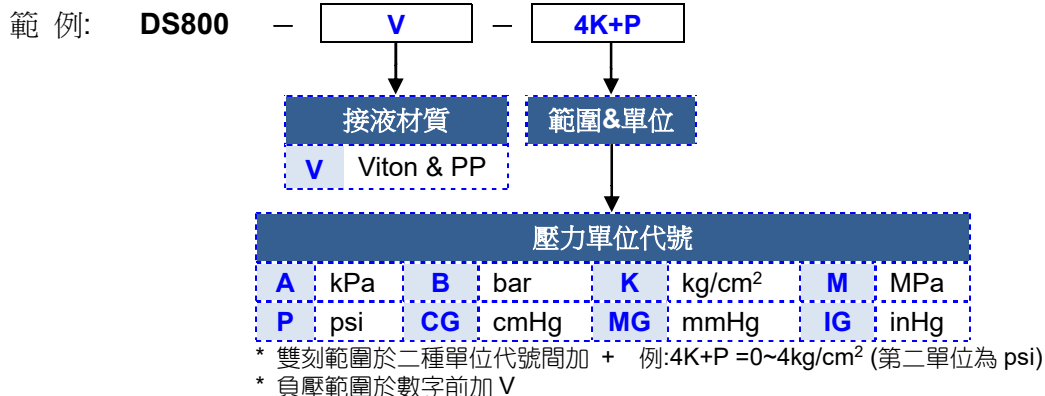 範 例: DS800 － V － 4K+P
接液材質 範圍&單位
V Viton & PP
壓力單位代號
A kPa B bar K kg/cm² M MPa
P psi CG cmHg MG mmHg IG inHg
* 雙刻範圍於二種單位代號間加 + 例:4K+P =0~4kg/cm² (第二單位為 psi)
* 負壓範圍於數字前加 V